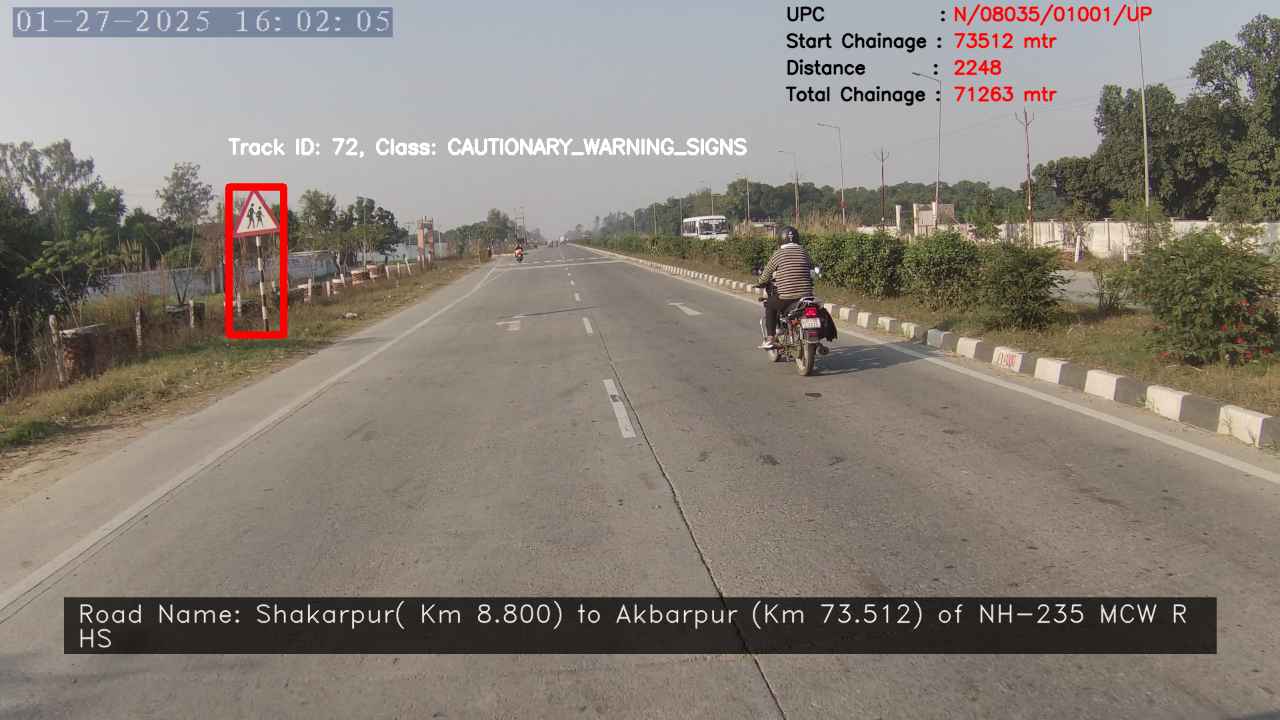 01-27-2025 16:02:05
UPC : N/08035/01001/UP
Start Chainage : 73512 mtr
Distance : 2248
Total Chainage : 71263 mtr
Track ID: 72, Class: CAUTIONARY_WARNING_SIGNS
Road Name: Shakarpur( Km 8.800) to Akbarpur (Km 73.512) of NH-235 MCW R
HS